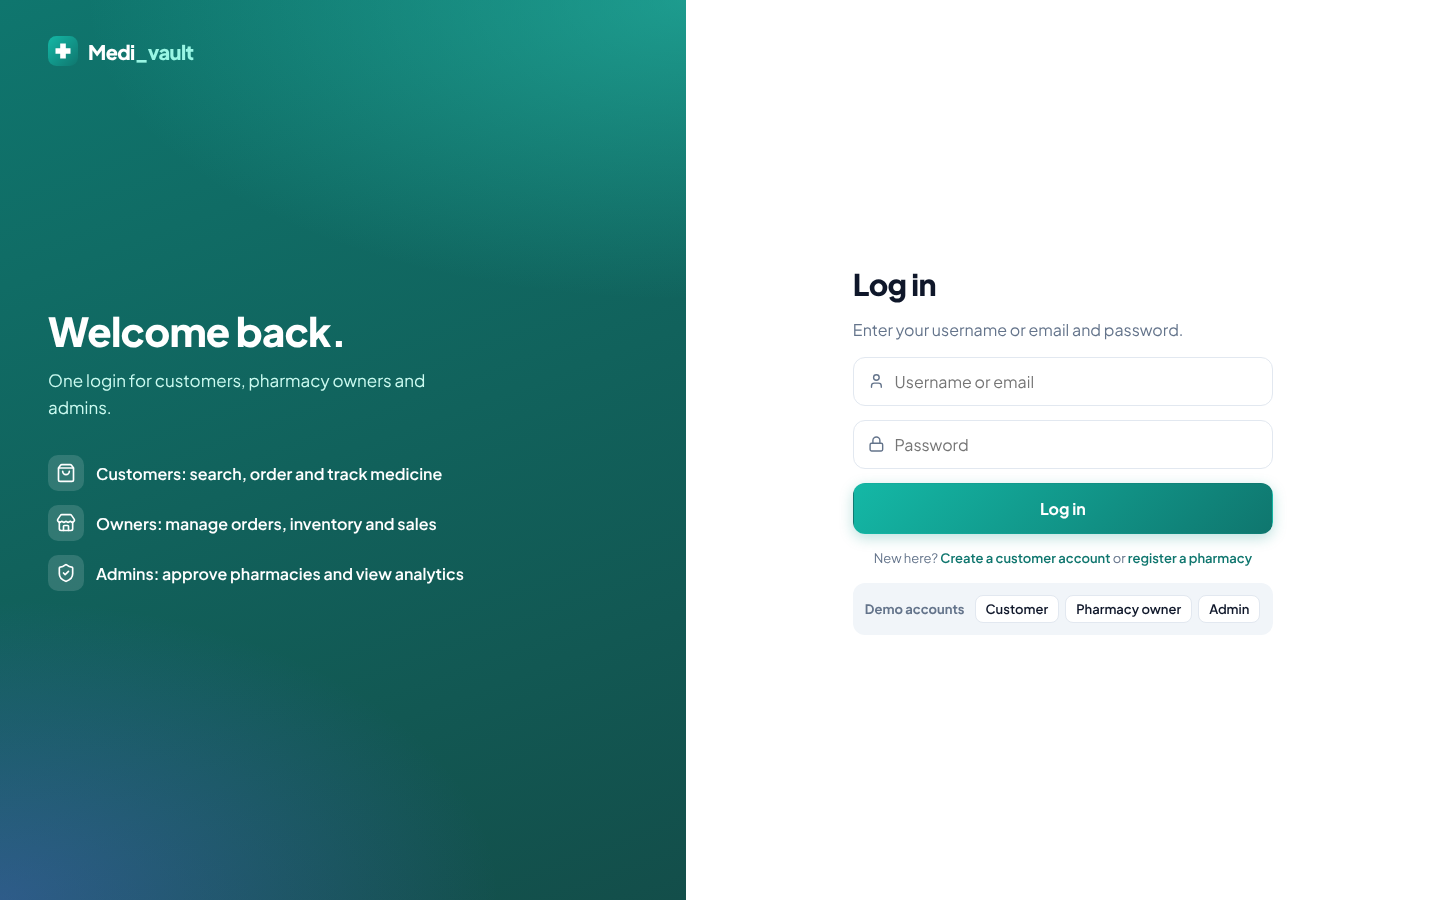 Medi_vault
Welcome back.
One login for customers, pharmacy owners and
admins.
Customers: search, order and track medicine
Owners: manage orders, inventory and sales
Admins: approve pharmacies and view analytics
Log in
Enter your username or email and password.
Username or email
Password
Log in
New here? Create a customer account or register a pharmacy
Demo accounts Customer Pharmacy owner Admin